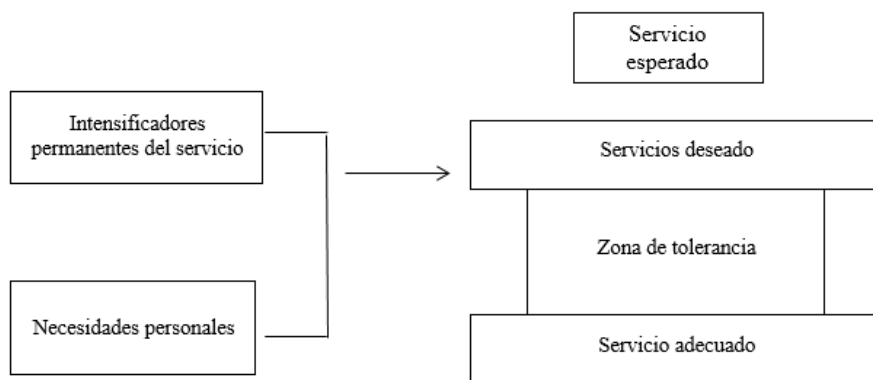 Servicio
esperado
Intensificadores
permanentes del servicio
Servicios deseado
Zona de tolerancia
Necesidades personales
Servicio adecuado